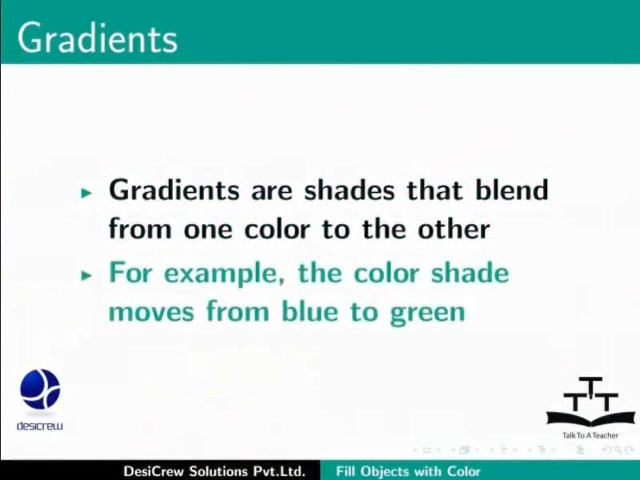 Gradients
Gradients are shades that blend
from one color to the other
For example, the color shade
moves from blue to green
desicrew
TTT
Talk To A Teacher
DesiCrew Solutions Pvt.Ltd.
Fill Objects with Color